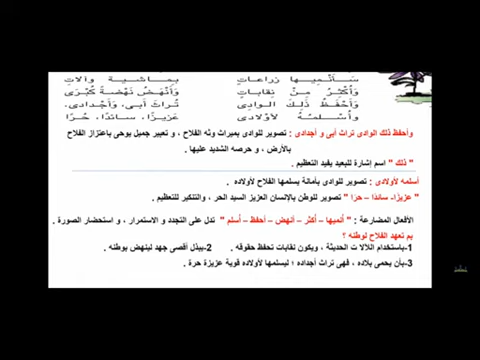 سَأُنَمِّيهَا زِرَاعَاتٍ بِمَاشِيَةٍ وَآلَاتِ
وَأُكْثِرُ مِنْ نِقَابَاتٍ وَأَنْهَضُ نَهْضَةً كُبْرَى
وَأَحْفَظُ ذَلِكَ الْوَادِى تُرَاثَ أَبِى، وَأَجْدَادِى،
وَأُسْلِمُهُ لِأَوْلَادِى عَزِيزًا، سَائِدًا، حُرًّا
وأحفظ ذلك الوادى تراث أبى و أجدادى : تصوير للوادى بميراث ورثه الفلاح ، و تعبير جميل يوحى باعتزاز الفلاح
بالأرض ، و حرصه الشديد عليها .
" ذلك " اسم إشارة للبعيد يفيد التعظيم .
أسلمه لأولادى : تصوير للوادى بأمانة يسلمها الفلاح لأولاده .
" عزيزا– سائدا – حرا " تصوير للوطن بالإنسان العزيز السيد الحر ، والتنكير للتعظيم .
الأفعال المضارعة : " أنميها – أكثر – أنهض – أحفظ – أسلم " تدل على التجدد و الاستمرار ، و استحضار الصورة .
بم تعهد الفلاح لوطنه ؟
1-باستخدام اللآلات الحديثة ، ويكون نقابات تحفظ حقوقه . 2-يبذل أقصى جهد لينهض بوطنه .
3-بأن يحمى بلاده ، فهى تراث أجداده ؛ ليسلمها لأولاده قوية عزيزة حرة .